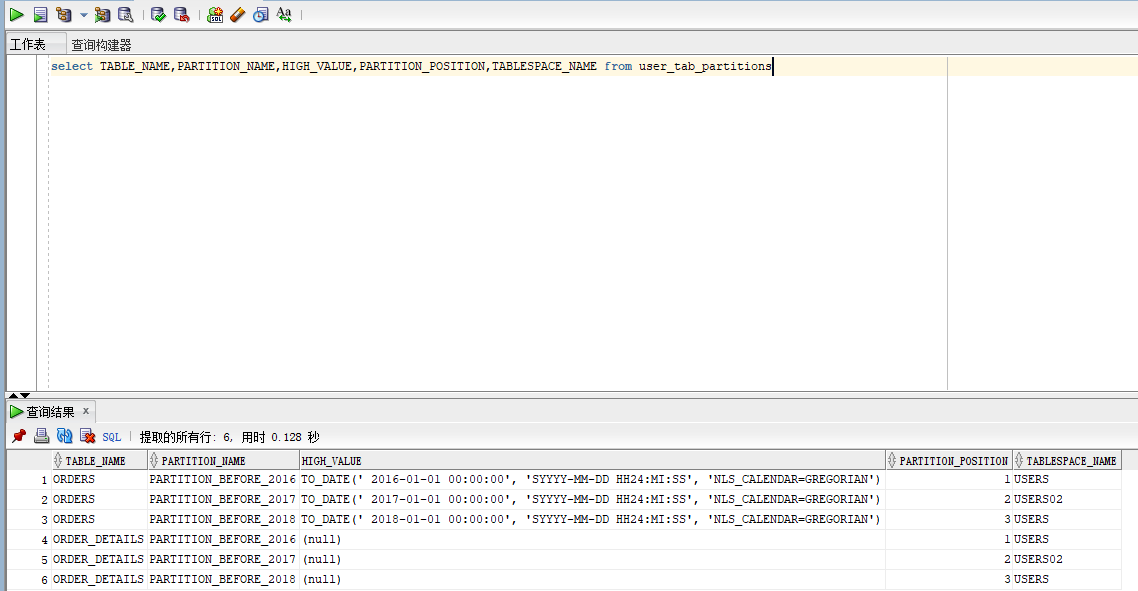 工作表 查询构建器
select TABLE_NAME,PARTITION_NAME,HIGH_VALUE,PARTITION_POSITION,TABLESPACE_NAME from user_tab_partitions
查询结果 x
SQL | 提取的所有行: 6, 用时 0.128 秒
TABLE_NAME PARTITION_NAME HIGH_VALUE PARTITION_POSITION TABLESPACE_NAME
1 ORDERS PARTITION_BEFORE_2016 TO_DATE(' 2016-01-01 00:00:00', 'SYYYY-MM-DD HH24:MI:SS', 'NLS_CALENDAR=GREGORIAN') 1 USERS
2 ORDERS PARTITION_BEFORE_2017 TO_DATE(' 2017-01-01 00:00:00', 'SYYYY-MM-DD HH24:MI:SS', 'NLS_CALENDAR=GREGORIAN') 2 USERS02
3 ORDERS PARTITION_BEFORE_2018 TO_DATE(' 2018-01-01 00:00:00', 'SYYYY-MM-DD HH24:MI:SS', 'NLS_CALENDAR=GREGORIAN') 3 USERS
4 ORDER_DETAILS PARTITION_BEFORE_2016 (null) 1 USERS
5 ORDER_DETAILS PARTITION_BEFORE_2017 (null) 2 USERS02
6 ORDER_DETAILS PARTITION_BEFORE_2018 (null) 3 USERS